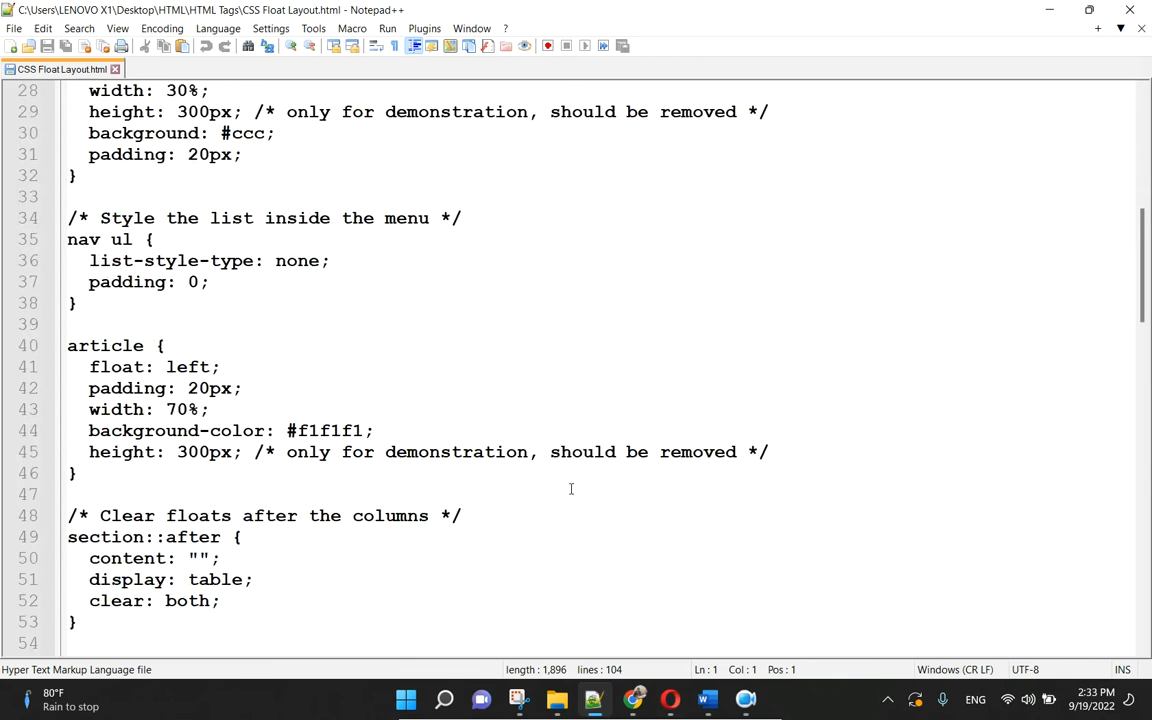 C:\Users\LENOVO X1\Desktop\HTML\HTML Tags\CSS Float Layout.html - Notepad++
File Edit Search View Encoding Language Settings Tools Macro Run Plugins Window ?
CSS Float Layout.html
28 width: 30%;
29 height: 300px; /* only for demonstration, should be removed */
30 background: #ccc;
31 padding: 20px;
32 }
33
34 /* Style the list inside the menu */
35 nav ul {
36 list-style-type: none;
37 padding: 0;
38 }
39
40 article {
41 float: left;
42 padding: 20px;
43 width: 70%;
44 background-color: #f1f1f1;
45 height: 300px; /* only for demonstration, should be removed */
46 }
47
48 /* Clear floats after the columns */
49 section::after {
50 content: "";
51 display: table;
52 clear: both;
53 }
54
Hyper Text Markup Language file length : 1,896 lines : 104 Ln : 1 Col : 1 Pos : 1 Windows (CR LF) UTF-8 INS
80°F
Rain to stop
ENG
2:33 PM
9/19/2022